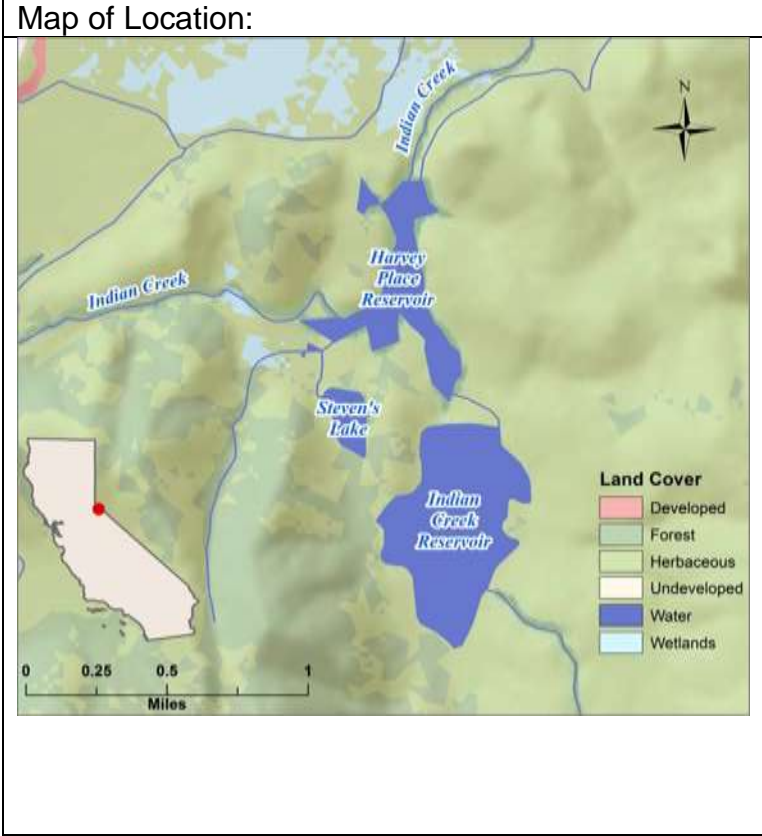 Map of Location:
Indian Creek
N
Harvey
Place
Reservoir
Indian Creek
Steven's
Lake
Indian
Creek
Reservoir
Land Cover
Developed
Forest
Herbaceous
Undeveloped
Water
Wetlands
0 0.25 0.5 1
Miles